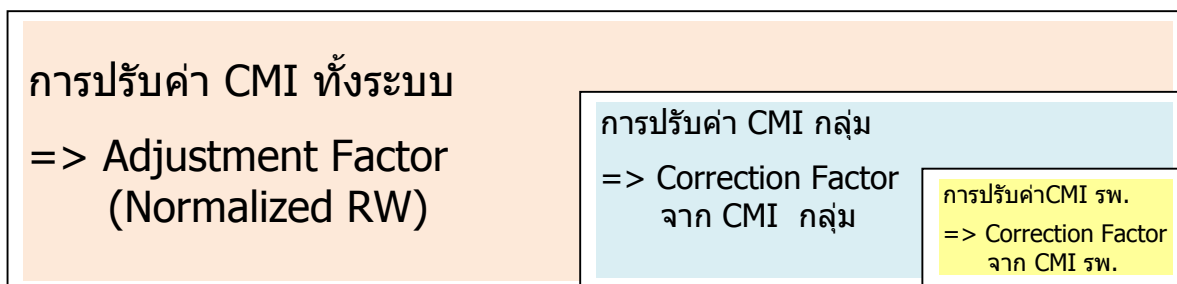 การปรับค่า CMI ทั้งระบบ
=> Adjustment Factor
(Normalized RW)
การปรับค่า CMI กลุ่ม
=> Correction Factor
จาก CMI กลุ่ม
การปรับค่าCMI รพ.
=> Correction Factor
จาก CMI รพ.